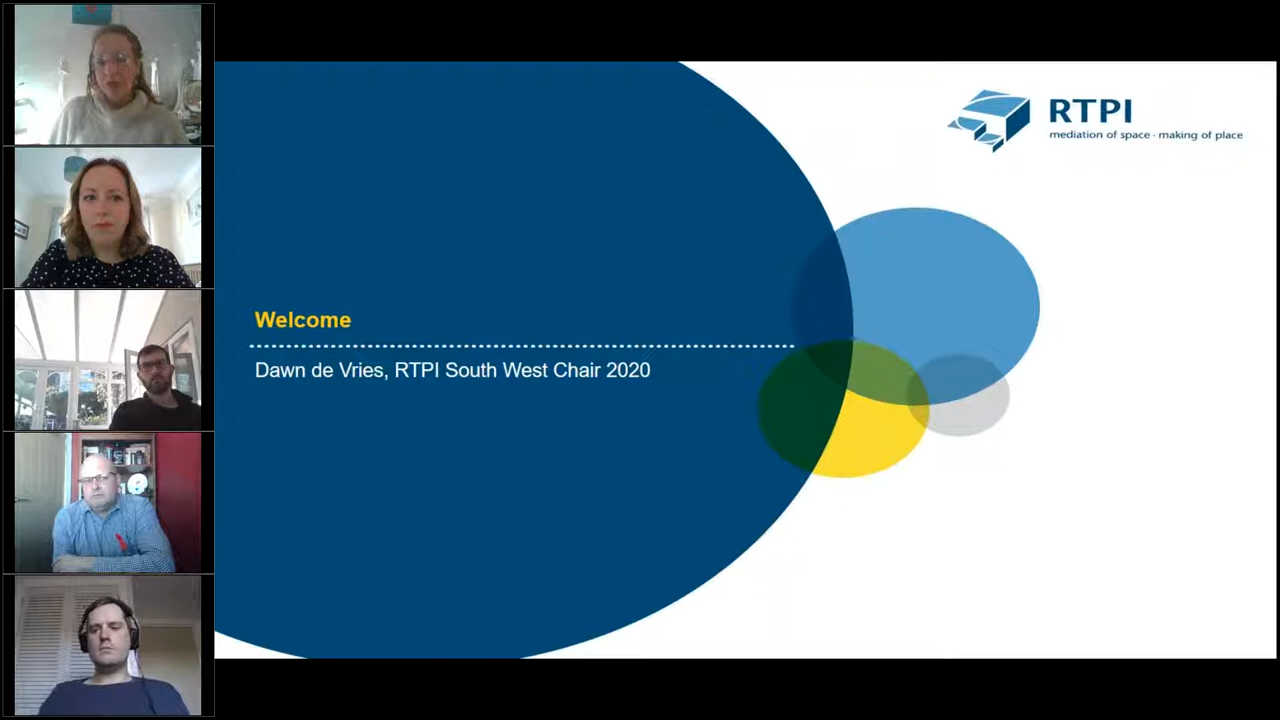 RTPI
mediation of space · making of place
Welcome
Dawn de Vries, RTPI South West Chair 2020